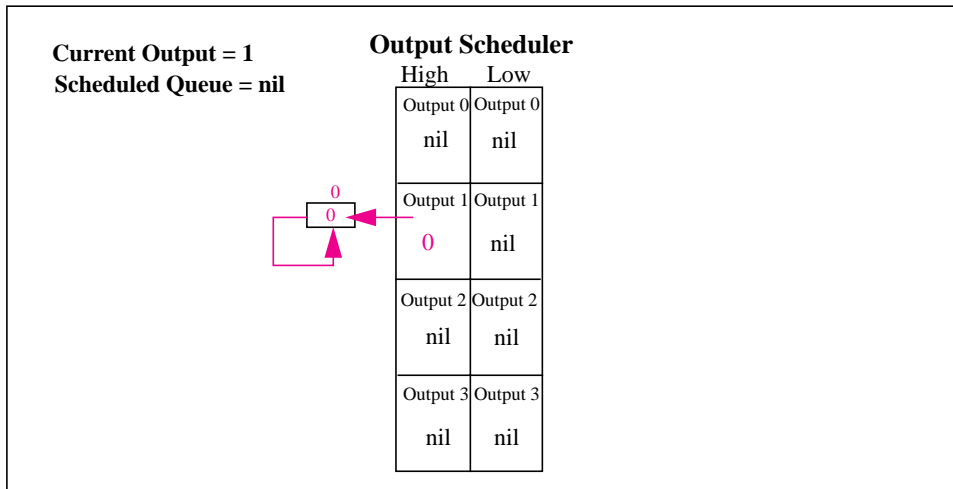 Current Output = 1
Scheduled Queue = nil
Output Scheduler
High Low
Output 0 Output 0
nil nil
0
0
Output 1 Output 1
0 nil
Output 2 Output 2
nil nil
Output 3 Output 3
nil nil